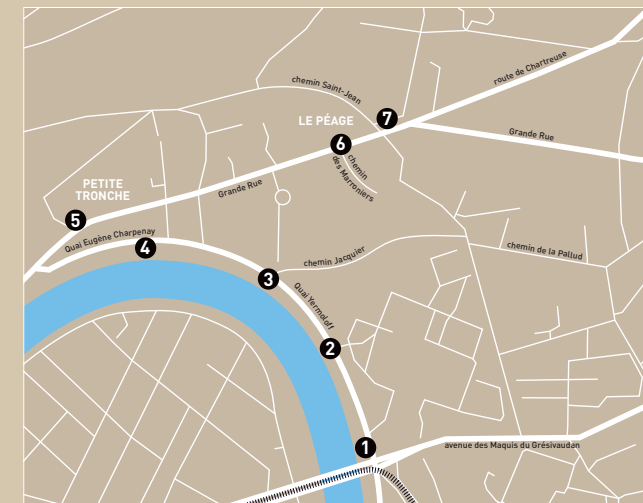 chemin Saint-Jean
route de Chartreuse
7
LE PÉAGE
6
Grande Rue
chemin
des Marroniers
PETITE
TRONCHE
Grande Rue
5
Quai Eugène Charpenay
4
chemin de la Pallud
chemin Jacquier
3
Quai Yermoloff
2
1
avenue des Maquis du Grésivaudan